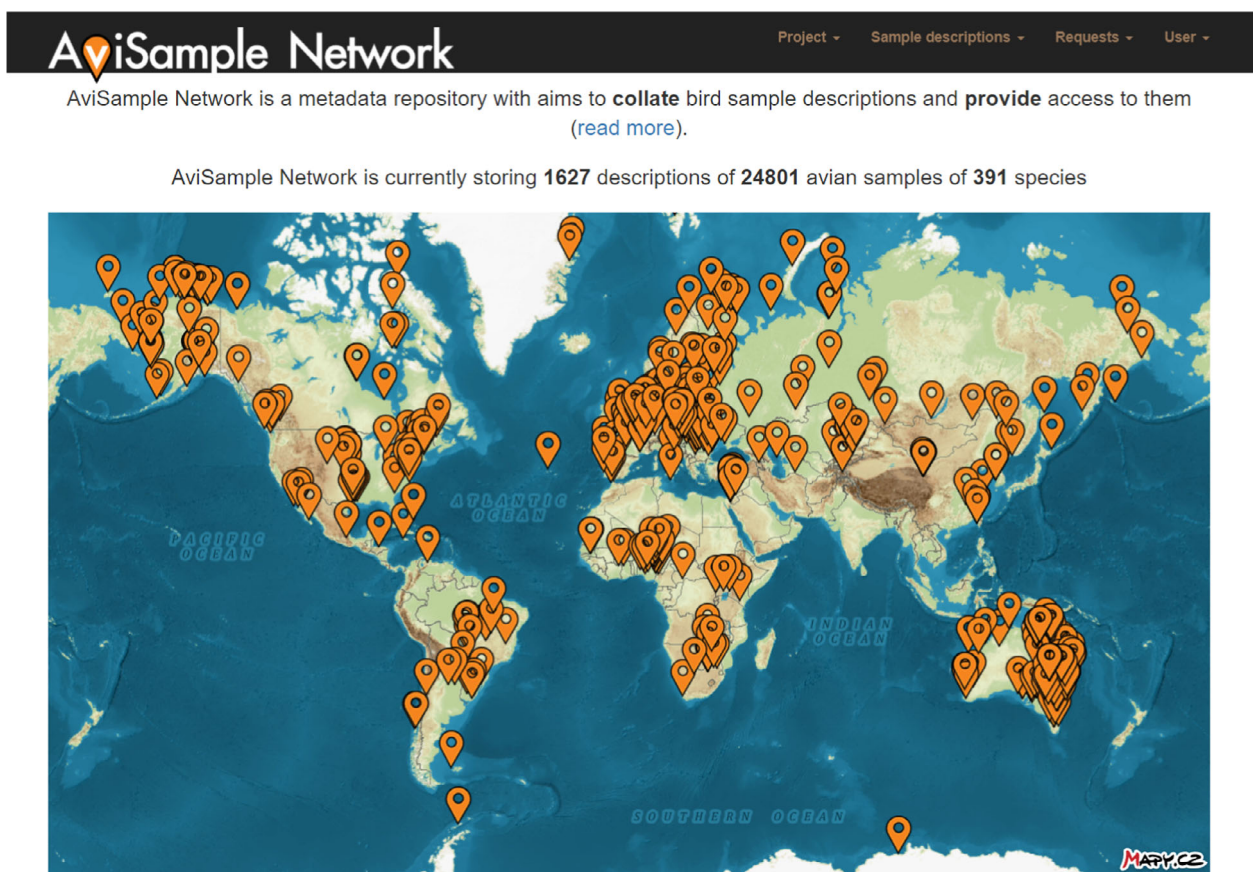 AviSample Network
Project
Sample descriptions
Requests
User
AviSample Network is a metadata repository with aims to collate bird sample descriptions and provide access to them
(read more).
AviSample Network is currently storing 1627 descriptions of 24801 avian samples of 391 species
ATLANTIC
OCEAN
PACIFIC
OCEAN
INDIAN
OCEAN
SOUTHERN OCEAN
MAPY.CZ